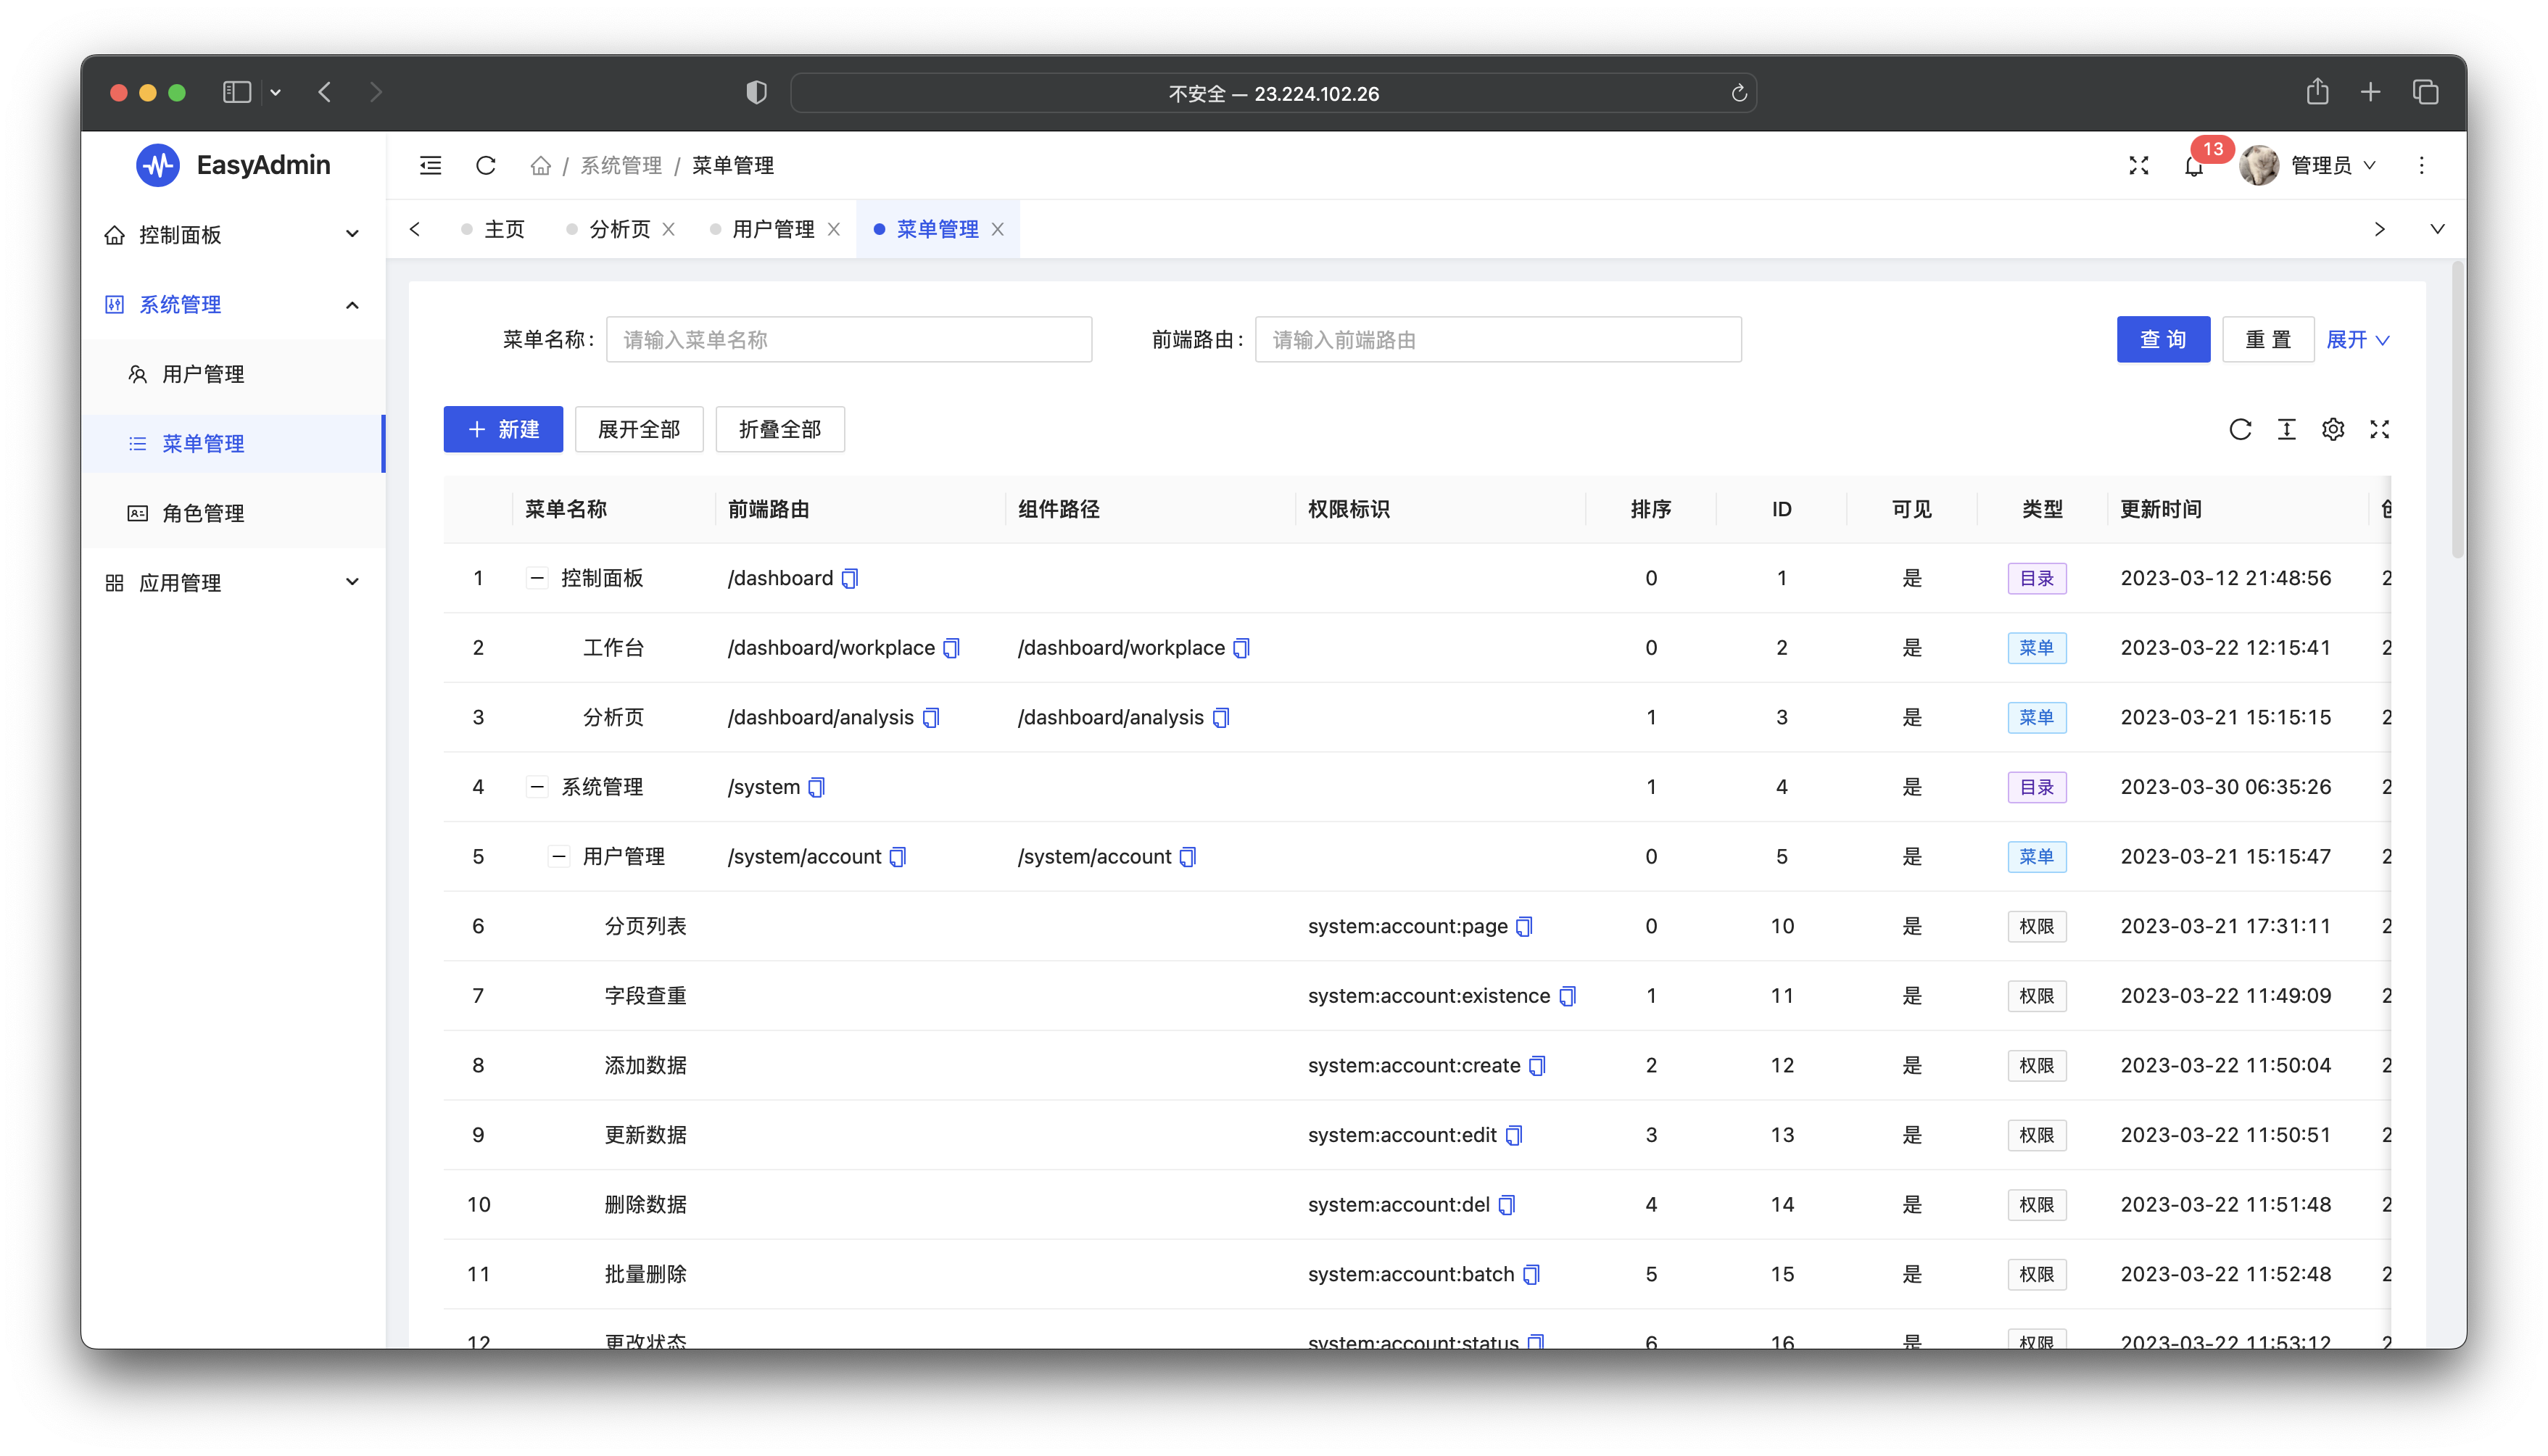 不安全 — 23.224.102.26
EasyAdmin
/ 系统管理 / 菜单管理
13
管理员
控制面板
系统管理
用户管理
菜单管理
角色管理
应用管理
主页 分析页 用户管理 菜单管理
菜单名称: 请输入菜单名称 前端路由: 请输入前端路由 查 询 重 置 展开
新建 展开全部 折叠全部
菜单名称 前端路由 组件路径 权限标识 排序 ID 可见 类型 更新时间
1 控制面板 /dashboard 0 1 是 目录 2023-03-12 21:48:56 2
2 工作台 /dashboard/workplace /dashboard/workplace 0 2 是 菜单 2023-03-22 12:15:41 2
3 分析页 /dashboard/analysis /dashboard/analysis 1 3 是 菜单 2023-03-21 15:15:15 2
4 系统管理 /system 1 4 是 目录 2023-03-30 06:35:26 2
5 用户管理 /system/account /system/account 0 5 是 菜单 2023-03-21 15:15:47 2
6 分页列表 system:account:page 0 10 是 权限 2023-03-21 17:31:11 2
7 字段查重 system:account:existence 1 11 是 权限 2023-03-22 11:49:09 2
8 添加数据 system:account:create 2 12 是 权限 2023-03-22 11:50:04 2
9 更新数据 system:account:edit 3 13 是 权限 2023-03-22 11:50:51 2
10 删除数据 system:account:del 4 14 是 权限 2023-03-22 11:51:48 2
11 批量删除 system:account:batch 5 15 是 权限 2023-03-22 11:52:48 2
12 更改状态 system:account:status 6 16 是 权限 2023-03-22 11:53:12 2